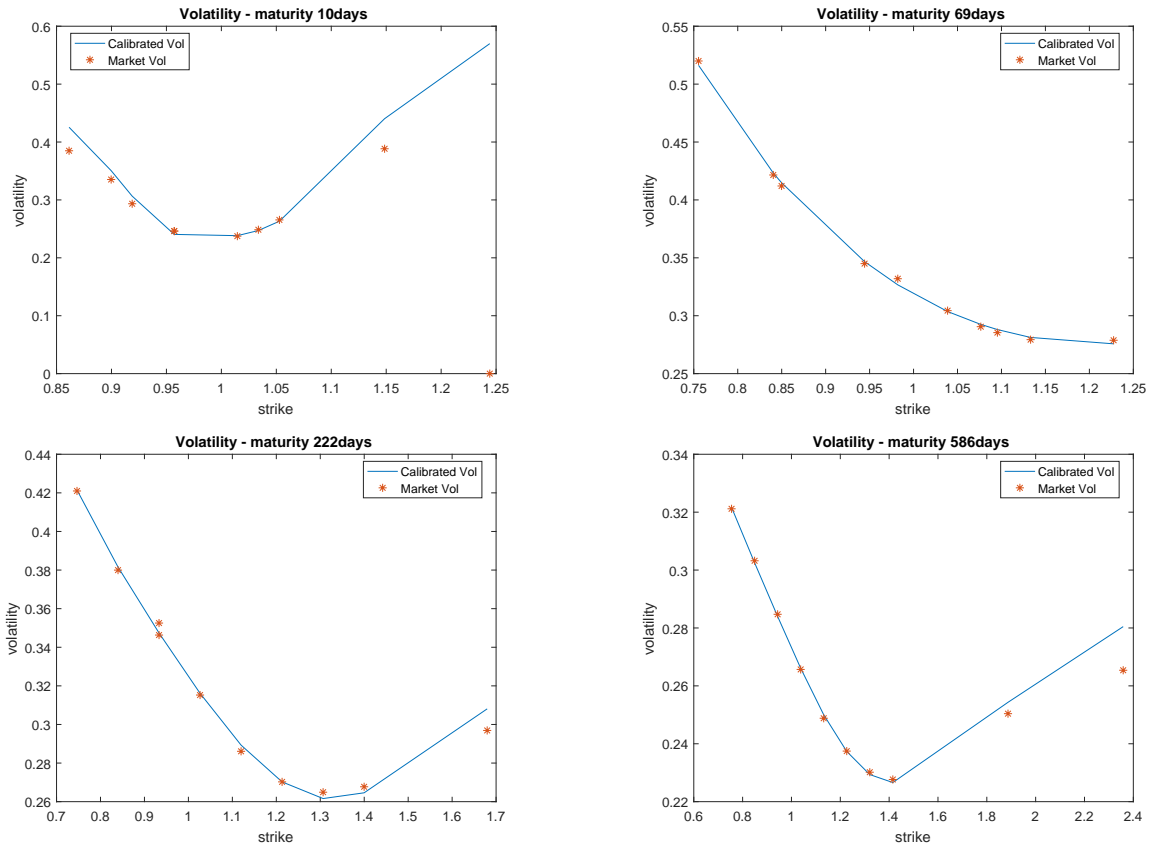 Volatility - maturity 10days
Calibrated Vol
Market Vol
volatility
0.6
0.5
0.4
0.3
0.2
0.1
0
0.85 0.9 0.95 1 1.05 1.1 1.15 1.2 1.25
strike
Volatility - maturity 69days
Calibrated Vol
Market Vol
volatility
0.55
0.5
0.45
0.4
0.35
0.3
0.25
0.75 0.8 0.85 0.9 0.95 1 1.05 1.1 1.15 1.2 1.25
strike
Volatility - maturity 222days
Calibrated Vol
Market Vol
volatility
0.44
0.42
0.4
0.38
0.36
0.34
0.32
0.3
0.28
0.26
0.7 0.8 0.9 1 1.1 1.2 1.3 1.4 1.5 1.6 1.7
strike
Volatility - maturity 586days
Calibrated Vol
Market Vol
volatility
0.34
0.32
0.3
0.28
0.26
0.24
0.22
0.6 0.8 1 1.2 1.4 1.6 1.8 2 2.2 2.4
strike